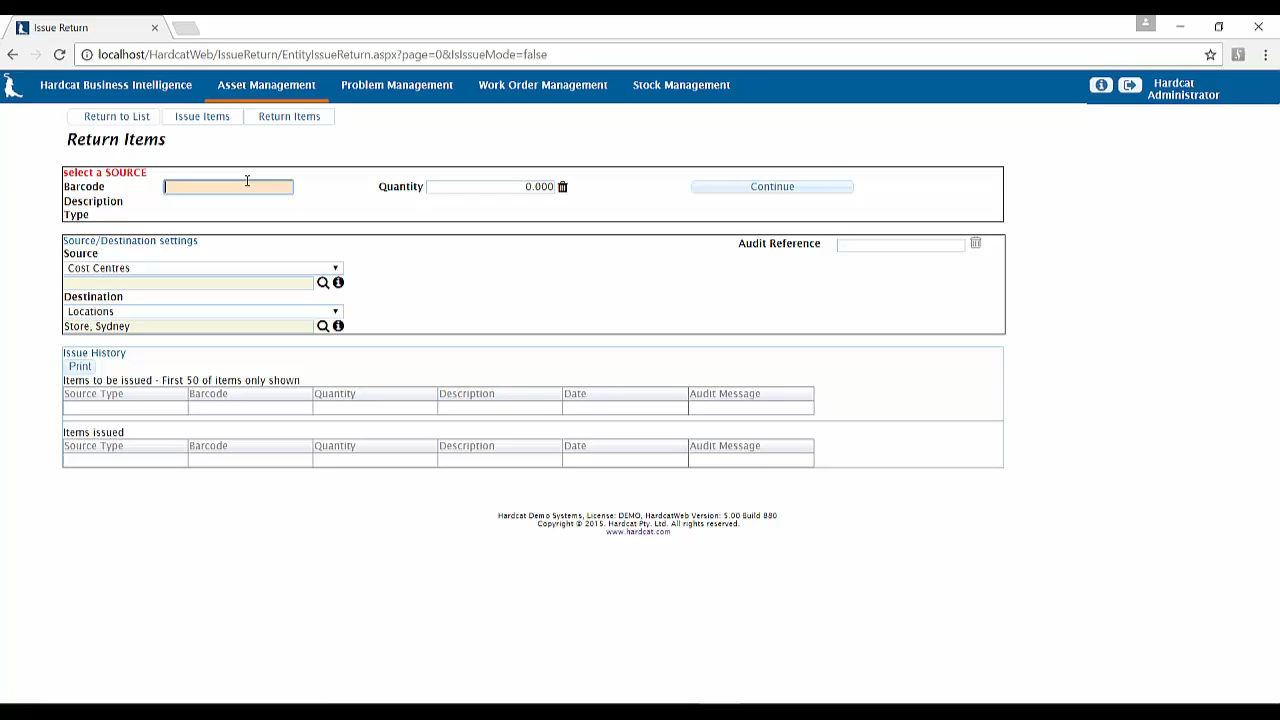 Issue Return
localhost/HardcatWeb/IssueReturn/EntityIssueReturn.aspx?page=0&IsIssueMode=false
Hardcat Business Intelligence Asset Management Problem Management Work Order Management Stock Management Hardcat Administrator
Return to List Issue Items Return Items
Return Items
select a SOURCE
Barcode Quantity 0.000 Continue
Description
Type
Source/Destination settings Audit Reference
Source
Cost Centres
Destination
Locations
Store, Sydney
Issue History
Print
Items to be issued - First 50 of items only shown
Source Type Barcode Quantity Description Date Audit Message
Items issued
Source Type Barcode Quantity Description Date Audit Message
Hardcat Demo Systems, License: DEMO, HardcatWeb Version: 5.00 Build 880
Copyright © 2015. Hardcat Pty. Ltd. All rights reserved.
www.hardcat.com